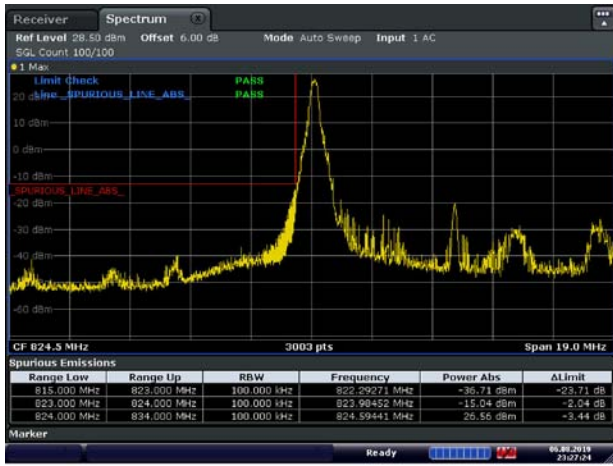 Receiver Spectrum
Ref Level 28.50 dBm Offset 6.00 dB Mode Auto Sweep Input 1 AC
SGL Count 100/100
1 Max
Limit Check PASS
Line _SPURIOUS_LINE_ABS_ PASS
20 dBm
10 dBm
0 dBm
-10 dBm
_SPURIOUS_LINE_ABS_
-20 dBm
-30 dBm
-40 dBm
-60 dBm
CF 824.5 MHz 3003 pts Span 19.0 MHz
Spurious Emissions
Range Low Range Up RBW Frequency Power Abs ΔLimit
815.000 MHz 823.000 MHz 100.000 kHz 822.29271 MHz -36.71 dBm -23.71 dB
823.000 MHz 824.000 MHz 100.000 kHz 823.98452 MHz -15.04 dBm -2.04 dB
824.000 MHz 834.000 MHz 100.000 kHz 824.59441 MHz 26.56 dBm -3.44 dB
Marker
Ready 06.08.2019
23:27:24